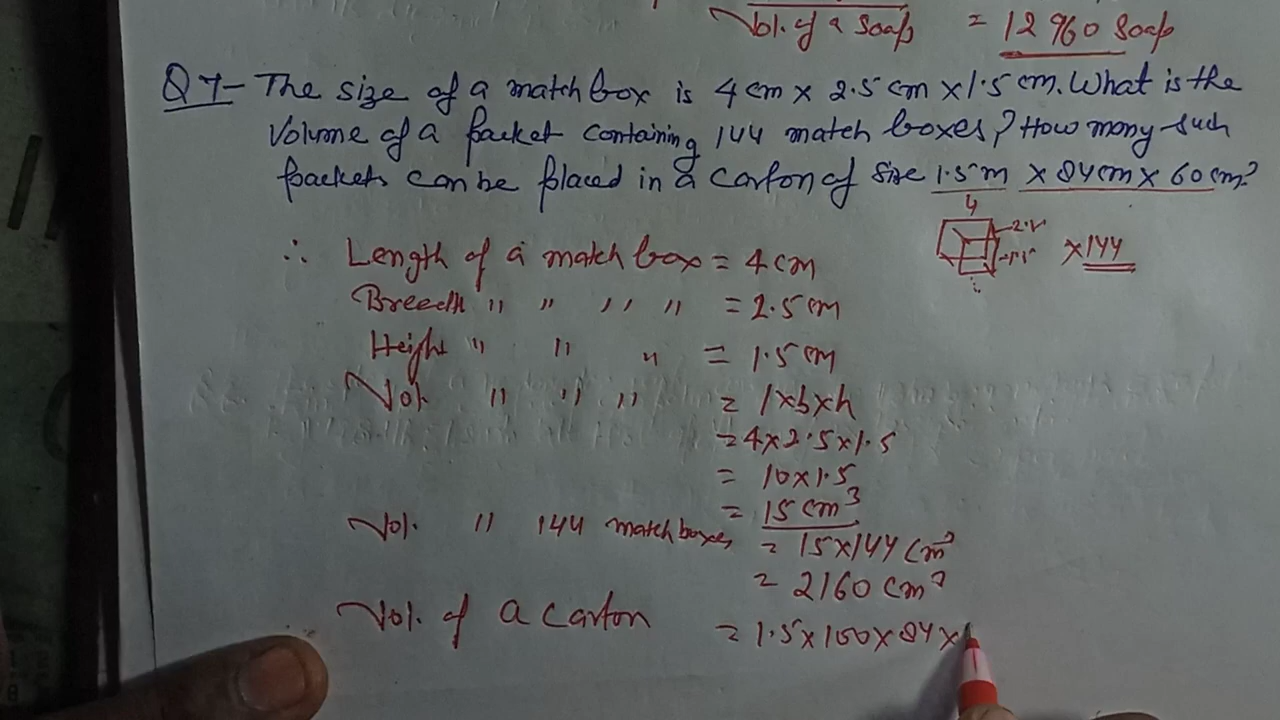 Vol. of a Soap = 12960 Soap
Q 7- The size of a match box is 4 cm x 2.5 cm x 1.5 cm. What is the
Volume of a packet containing 144 match boxes? How many such
packets can be placed in a carton of size 1.5 m x 84 cm x 60 cm?
4
2.5
∴ Length of a match box = 4 cm
1.5 x 144
Breadth " " " " = 2.5 cm
Height " " " = 1.5 cm
Vol. " " " = l x b x h
= 4 x 2.5 x 1.5
= 10 x 1.5
= 15 cm³
Vol. " 144 match boxes = 15 x 144 cm³
= 2160 cm³
Vol. of a carton = 1.5 x 100 x 84 x